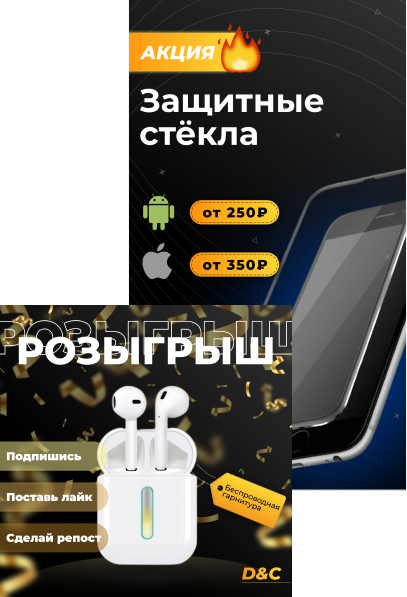 АКЦИЯ
Защитные
стёкла
от 250₽
от 350₽
РОЗЫГРЫШ
РОЗЫГРЫШ
Подпишись
Поставь лайк
Сделай репост
Беспроводная
гарнитура
D&C